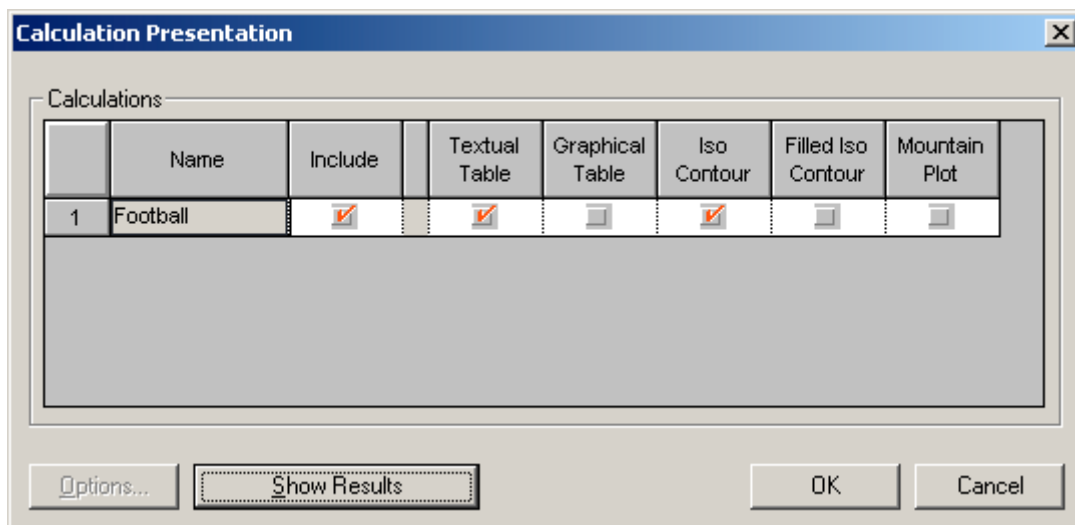 Calculation Presentation
Calculations
Name
Include
Textual
Table
Graphical
Table
Iso
Contour
Filled Iso
Contour
Mountain
Plot
1
Football
Options...
Show Results
OK
Cancel